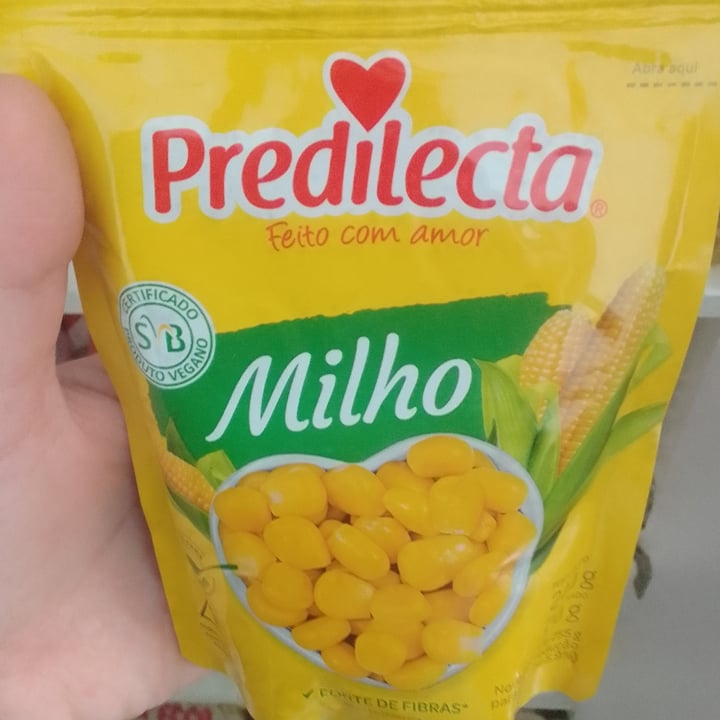 Abra aqui
Predilecta®
Feito com amor
CERTIFICADO
SVB
PRODUTO VEGANO
Milho
✓ FONTE DE FIBRAS*